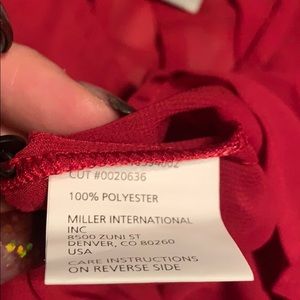 CUT #0020636
100% POLYESTER
MILLER INTERNATIONAL
INC
8500 ZUNI ST
DENVER, CO 80260
USA
CARE INSTRUCTIONS
ON REVERSE SIDE